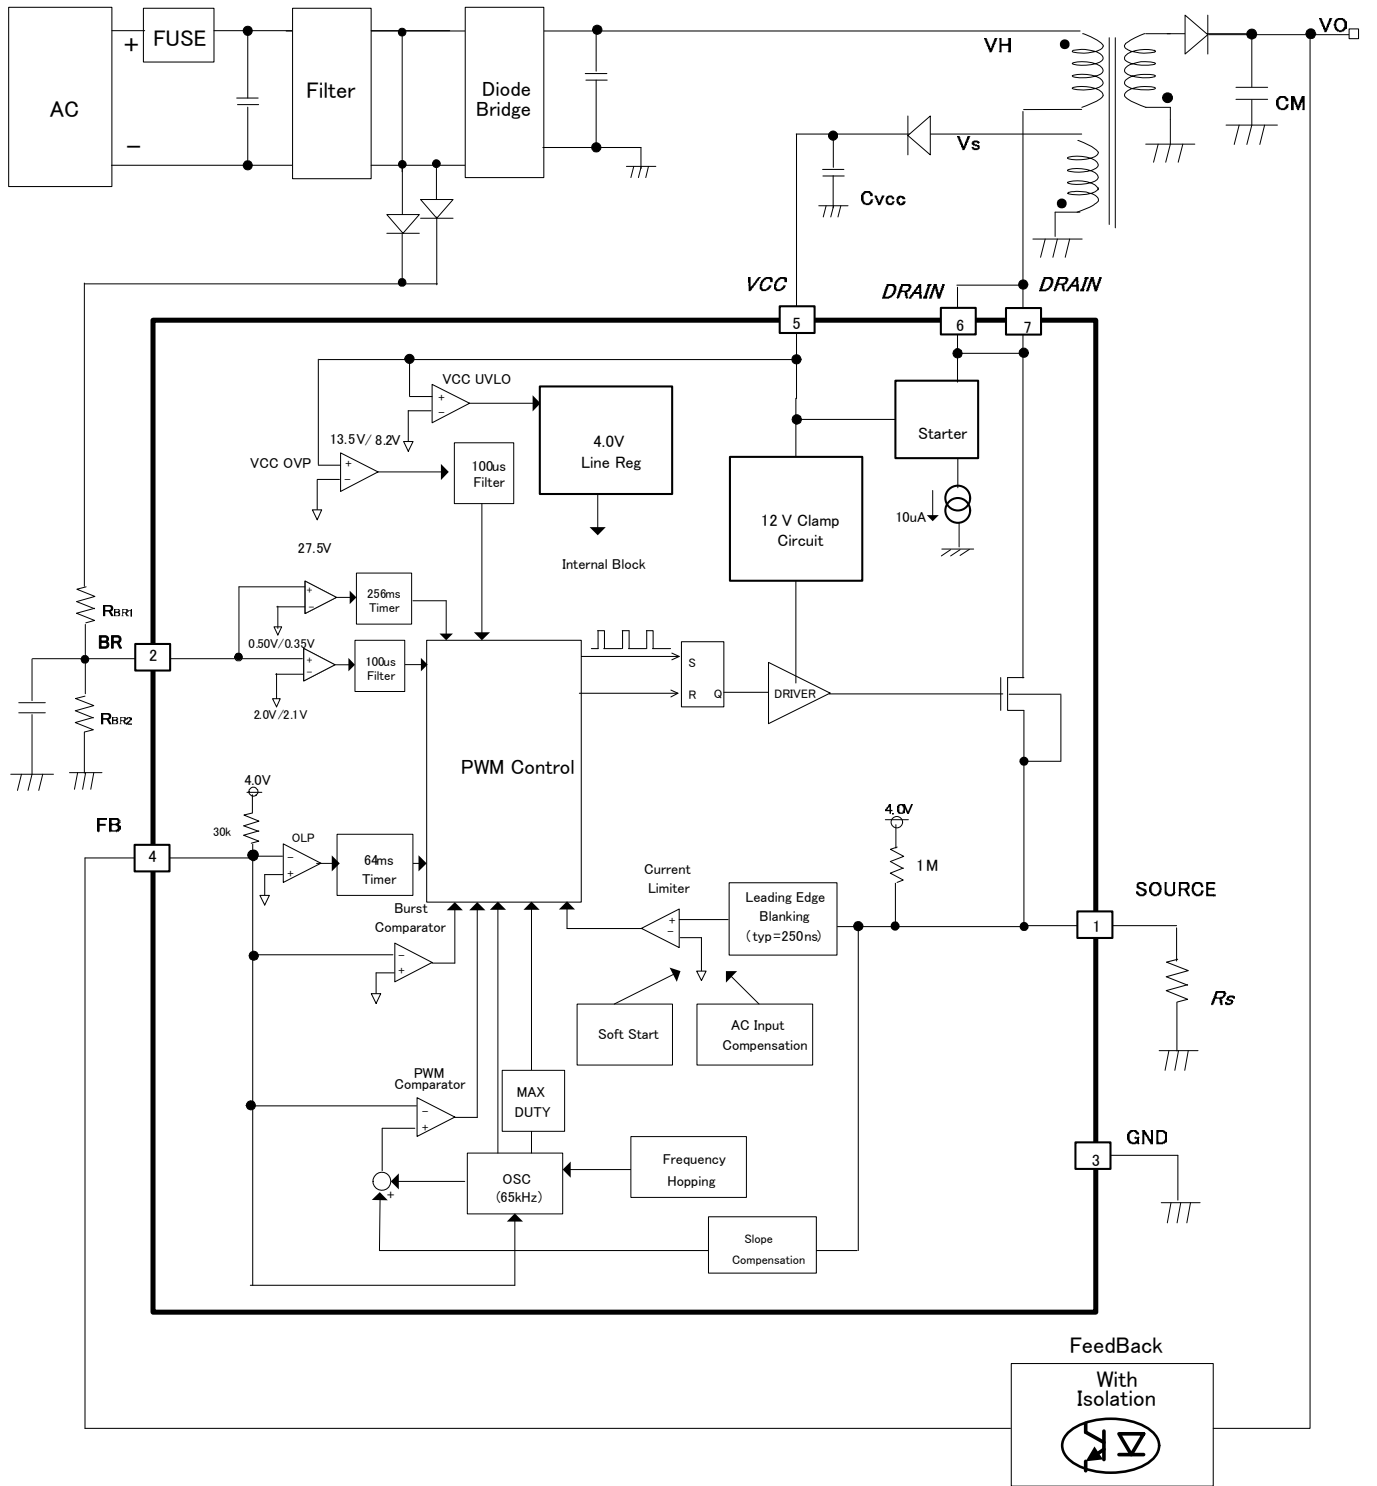 AC
+
−
FUSE
Filter
Diode
Bridge
VH
VO
CM
Vs
Cvcc
VCC
DRAIN
DRAIN
5
6
7
VCC UVLO
+
−
13.5V/ 8.2V
VCC OVP
+
−
27.5V
100us
Filter
4.0V
Line Reg
Internal Block
12 V Clamp
Circuit
Starter
10uA
RBR1
BR
2
RBR2
+
−
0.50V/0.35V
256ms
Timer
+
−
2.0V/2.1V
100us
Filter
PWM Control
S
R
Q
DRIVER
4.0V
30k
FB
4
OLP
−
+
64ms
Timer
Burst
Comparator
−
+
Current
Limiter
+
−
Leading Edge
Blanking
(typ=250ns)
4.0V
1M
SOURCE
1
Rs
Soft Start
AC Input
Compensation
PWM
Comparator
−
+
MAX
DUTY
+
OSC
(65kHz)
Frequency
Hopping
Slope
Compensation
GND
3
FeedBack
With
Isolation